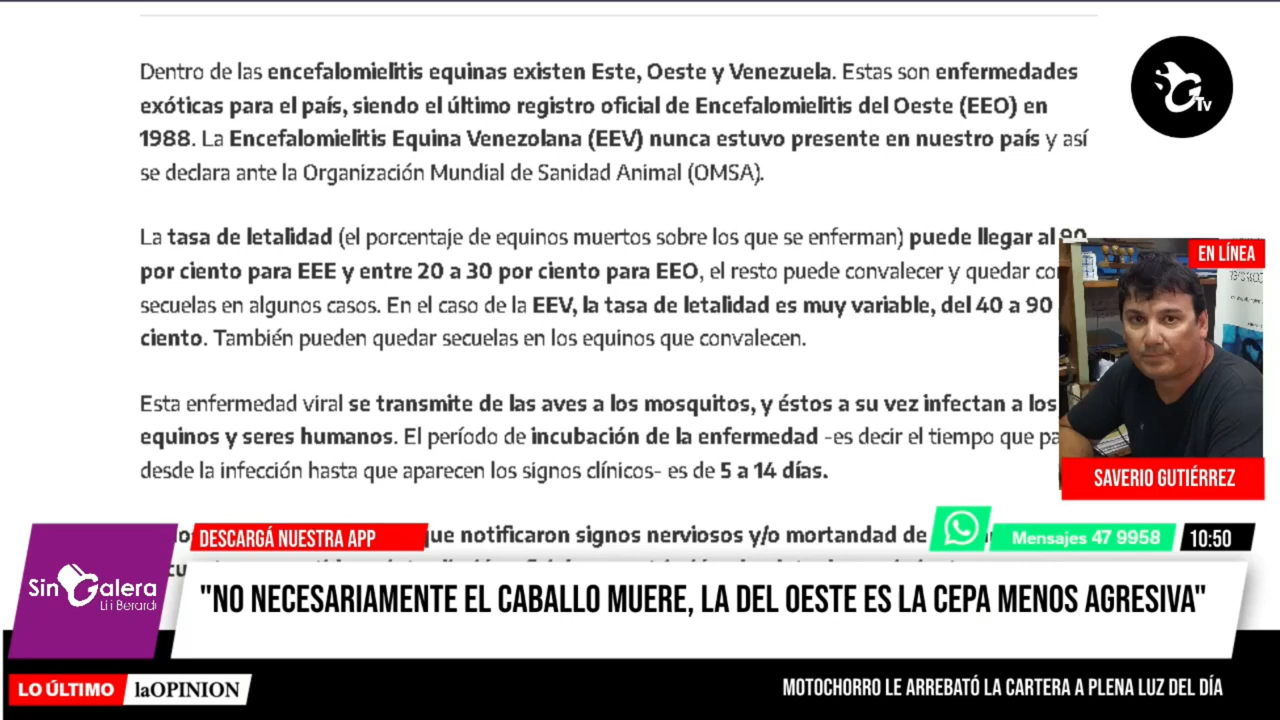 Dentro de las encefalomielitis equinas existen Este, Oeste y Venezuela. Estas son enfermedades
exóticas para el país, siendo el último registro oficial de Encefalomielitis del Oeste (EEO) en
1988. La Encefalomielitis Equina Venezolana (EEV) nunca estuvo presente en nuestro país y así
se declara ante la Organización Mundial de Sanidad Animal (OMSA).
La tasa de letalidad (el porcentaje de equinos muertos sobre los que se enferman) puede llegar al 90
por ciento para EEE y entre 20 a 30 por ciento para EEO, el resto puede convalecer y quedar con
secuelas en algunos casos. En el caso de la EEV, la tasa de letalidad es muy variable, del 40 a 90
ciento. También pueden quedar secuelas en los equinos que convalecen.
Esta enfermedad viral se transmite de las aves a los mosquitos, y éstos a su vez infectan a los
equinos y seres humanos. El período de incubación de la enfermedad -es decir el tiempo que
desde la infección hasta que aparecen los signos clínicos- es de 5 a 14 días.
que notificaron signos nerviosos y/o mortandad de
GTv
EN LÍNEA
SAVERIO GUTIÉRREZ
DESCARGÁ NUESTRA APP
Mensajes 47 9958
10:50
Sin Galera
Lili Berardi
"NO NECESARIAMENTE EL CABALLO MUERE, LA DEL OESTE ES LA CEPA MENOS AGRESIVA"
LO ÚLTIMO
laOPINION
MOTOCHORRO LE ARREBATÓ LA CARTERA A PLENA LUZ DEL DÍA